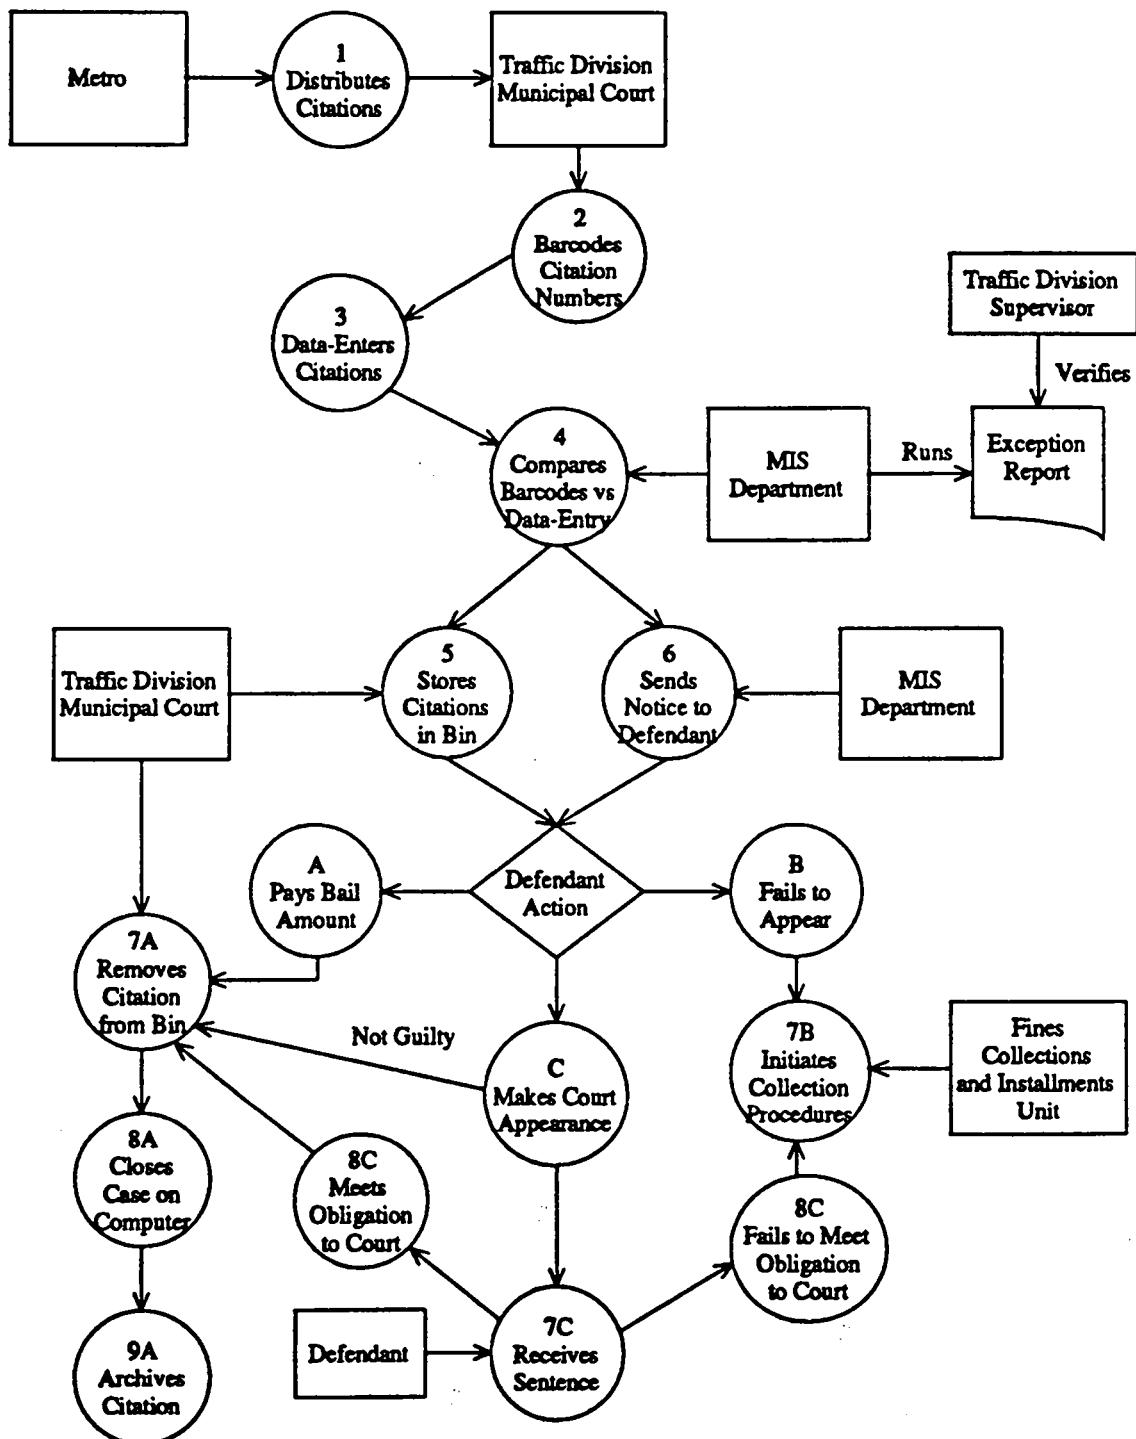 Metro
1
Distributes
Citations
Traffic Division
Municipal Court
2
Barcodes
Citation
Numbers
3
Data-Enters
Citations
Traffic Division
Supervisor
Verifies
4
Compares
Barcodes vs
Data-Entry
MIS
Department
Runs
Exception
Report
Traffic Division
Municipal Court
5
Stores
Citations
in Bin
6
Sends
Notice to
Defendant
MIS
Department
A
Pays Bail
Amount
Defendant
Action
B
Fails to
Appear
7A
Removes
Citation
from Bin
Not Guilty
C
Makes Court
Appearance
7B
Initiates
Collection
Procedures
Fines
Collections
and Installments
Unit
8A
Closes
Case on
Computer
8C
Meets
Obligation
to Court
8C
Fails to Meet
Obligation
to Court
9A
Archives
Citation
Defendant
7C
Receives
Sentence